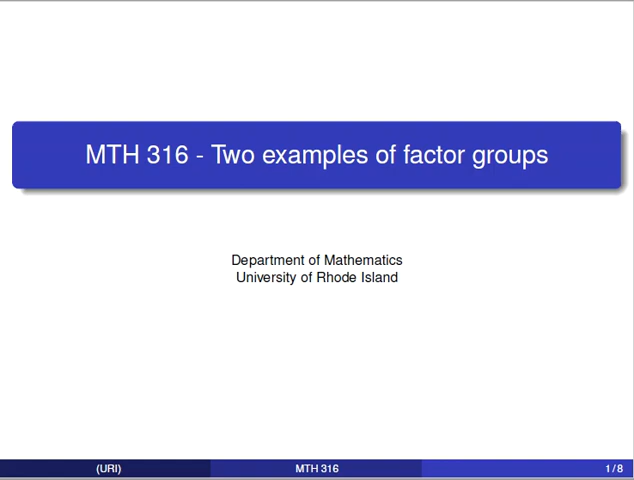 MTH 316 - Two examples of factor groups
Department of Mathematics
University of Rhode Island
(URI)
MTH 316
1 / 8